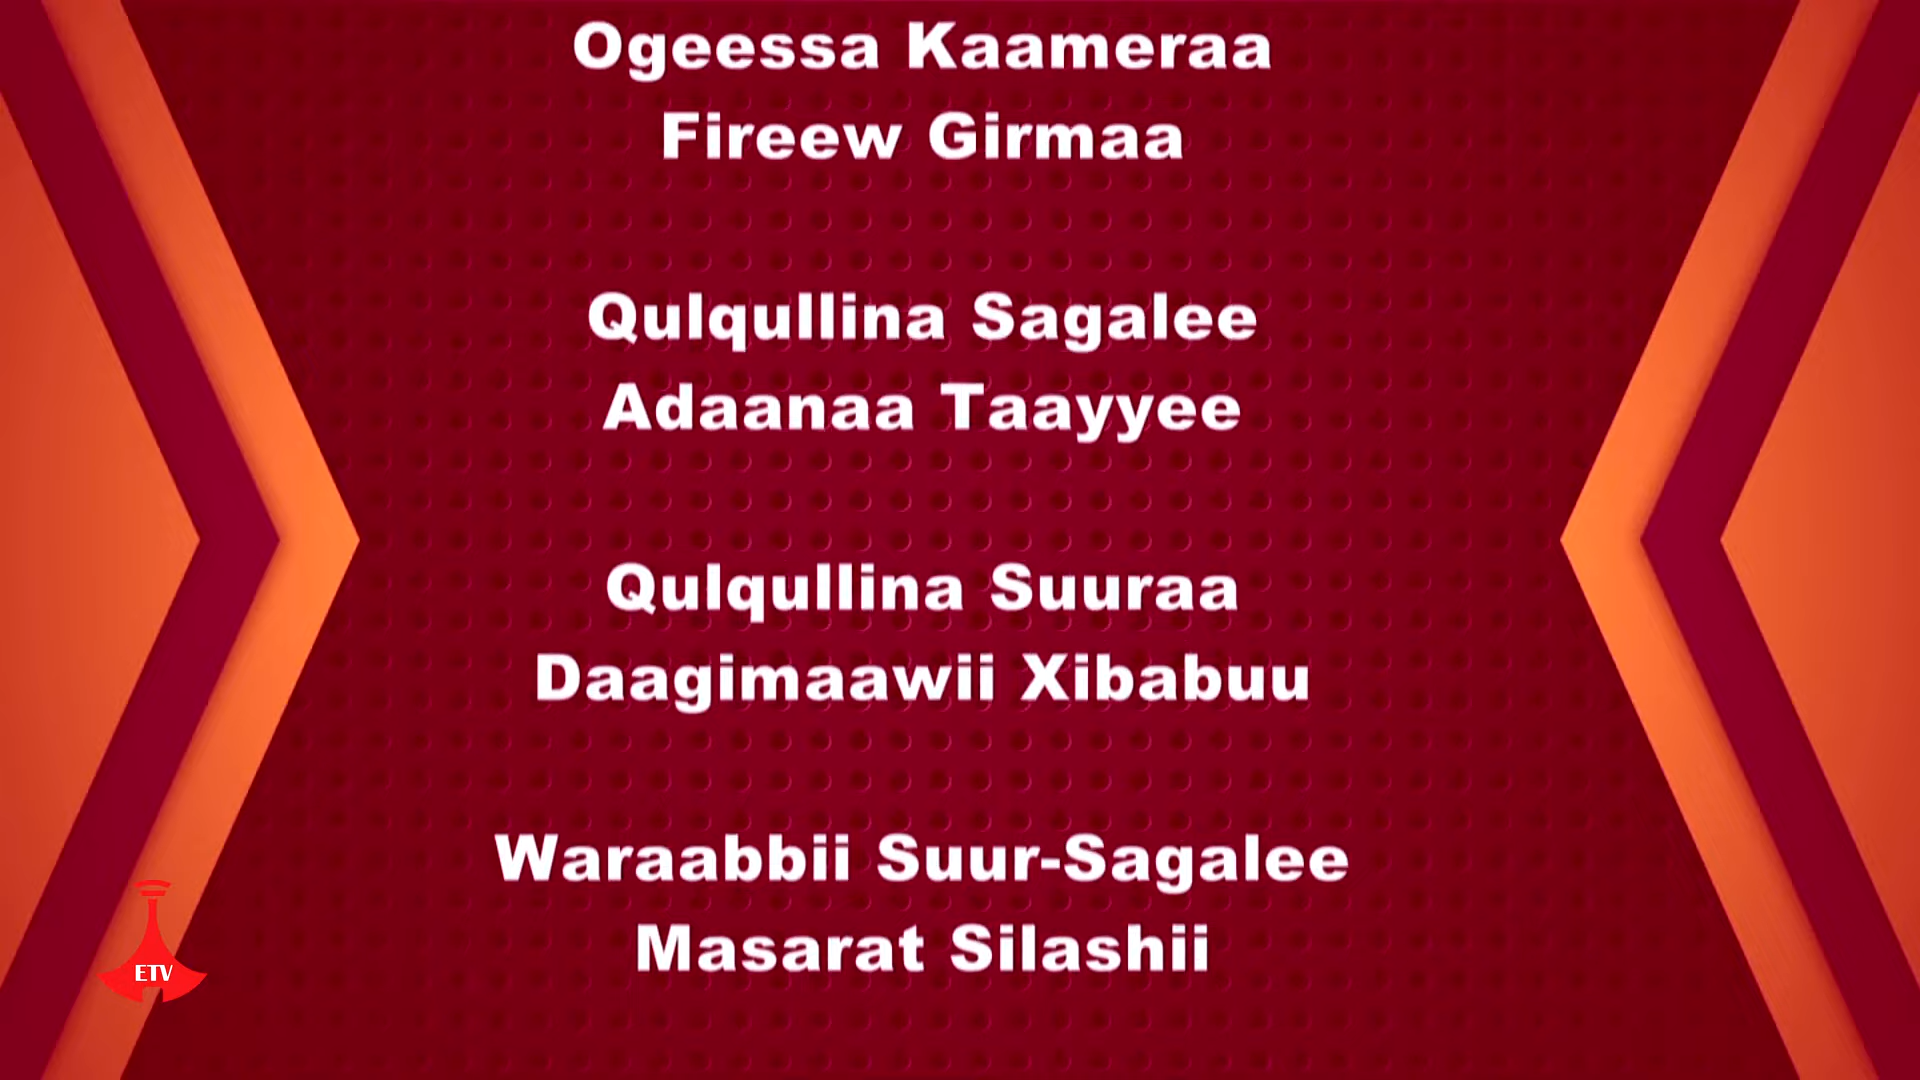 Ogeessa Kaameraa
Fireew Girmaa
Qulqullina Sagalee
Adaanaa Taayyee
Qulqullina Suuraa
Daagimaawii Xibabuu
Waraabbii Suur-Sagalee
Masarat Silashii
ETV